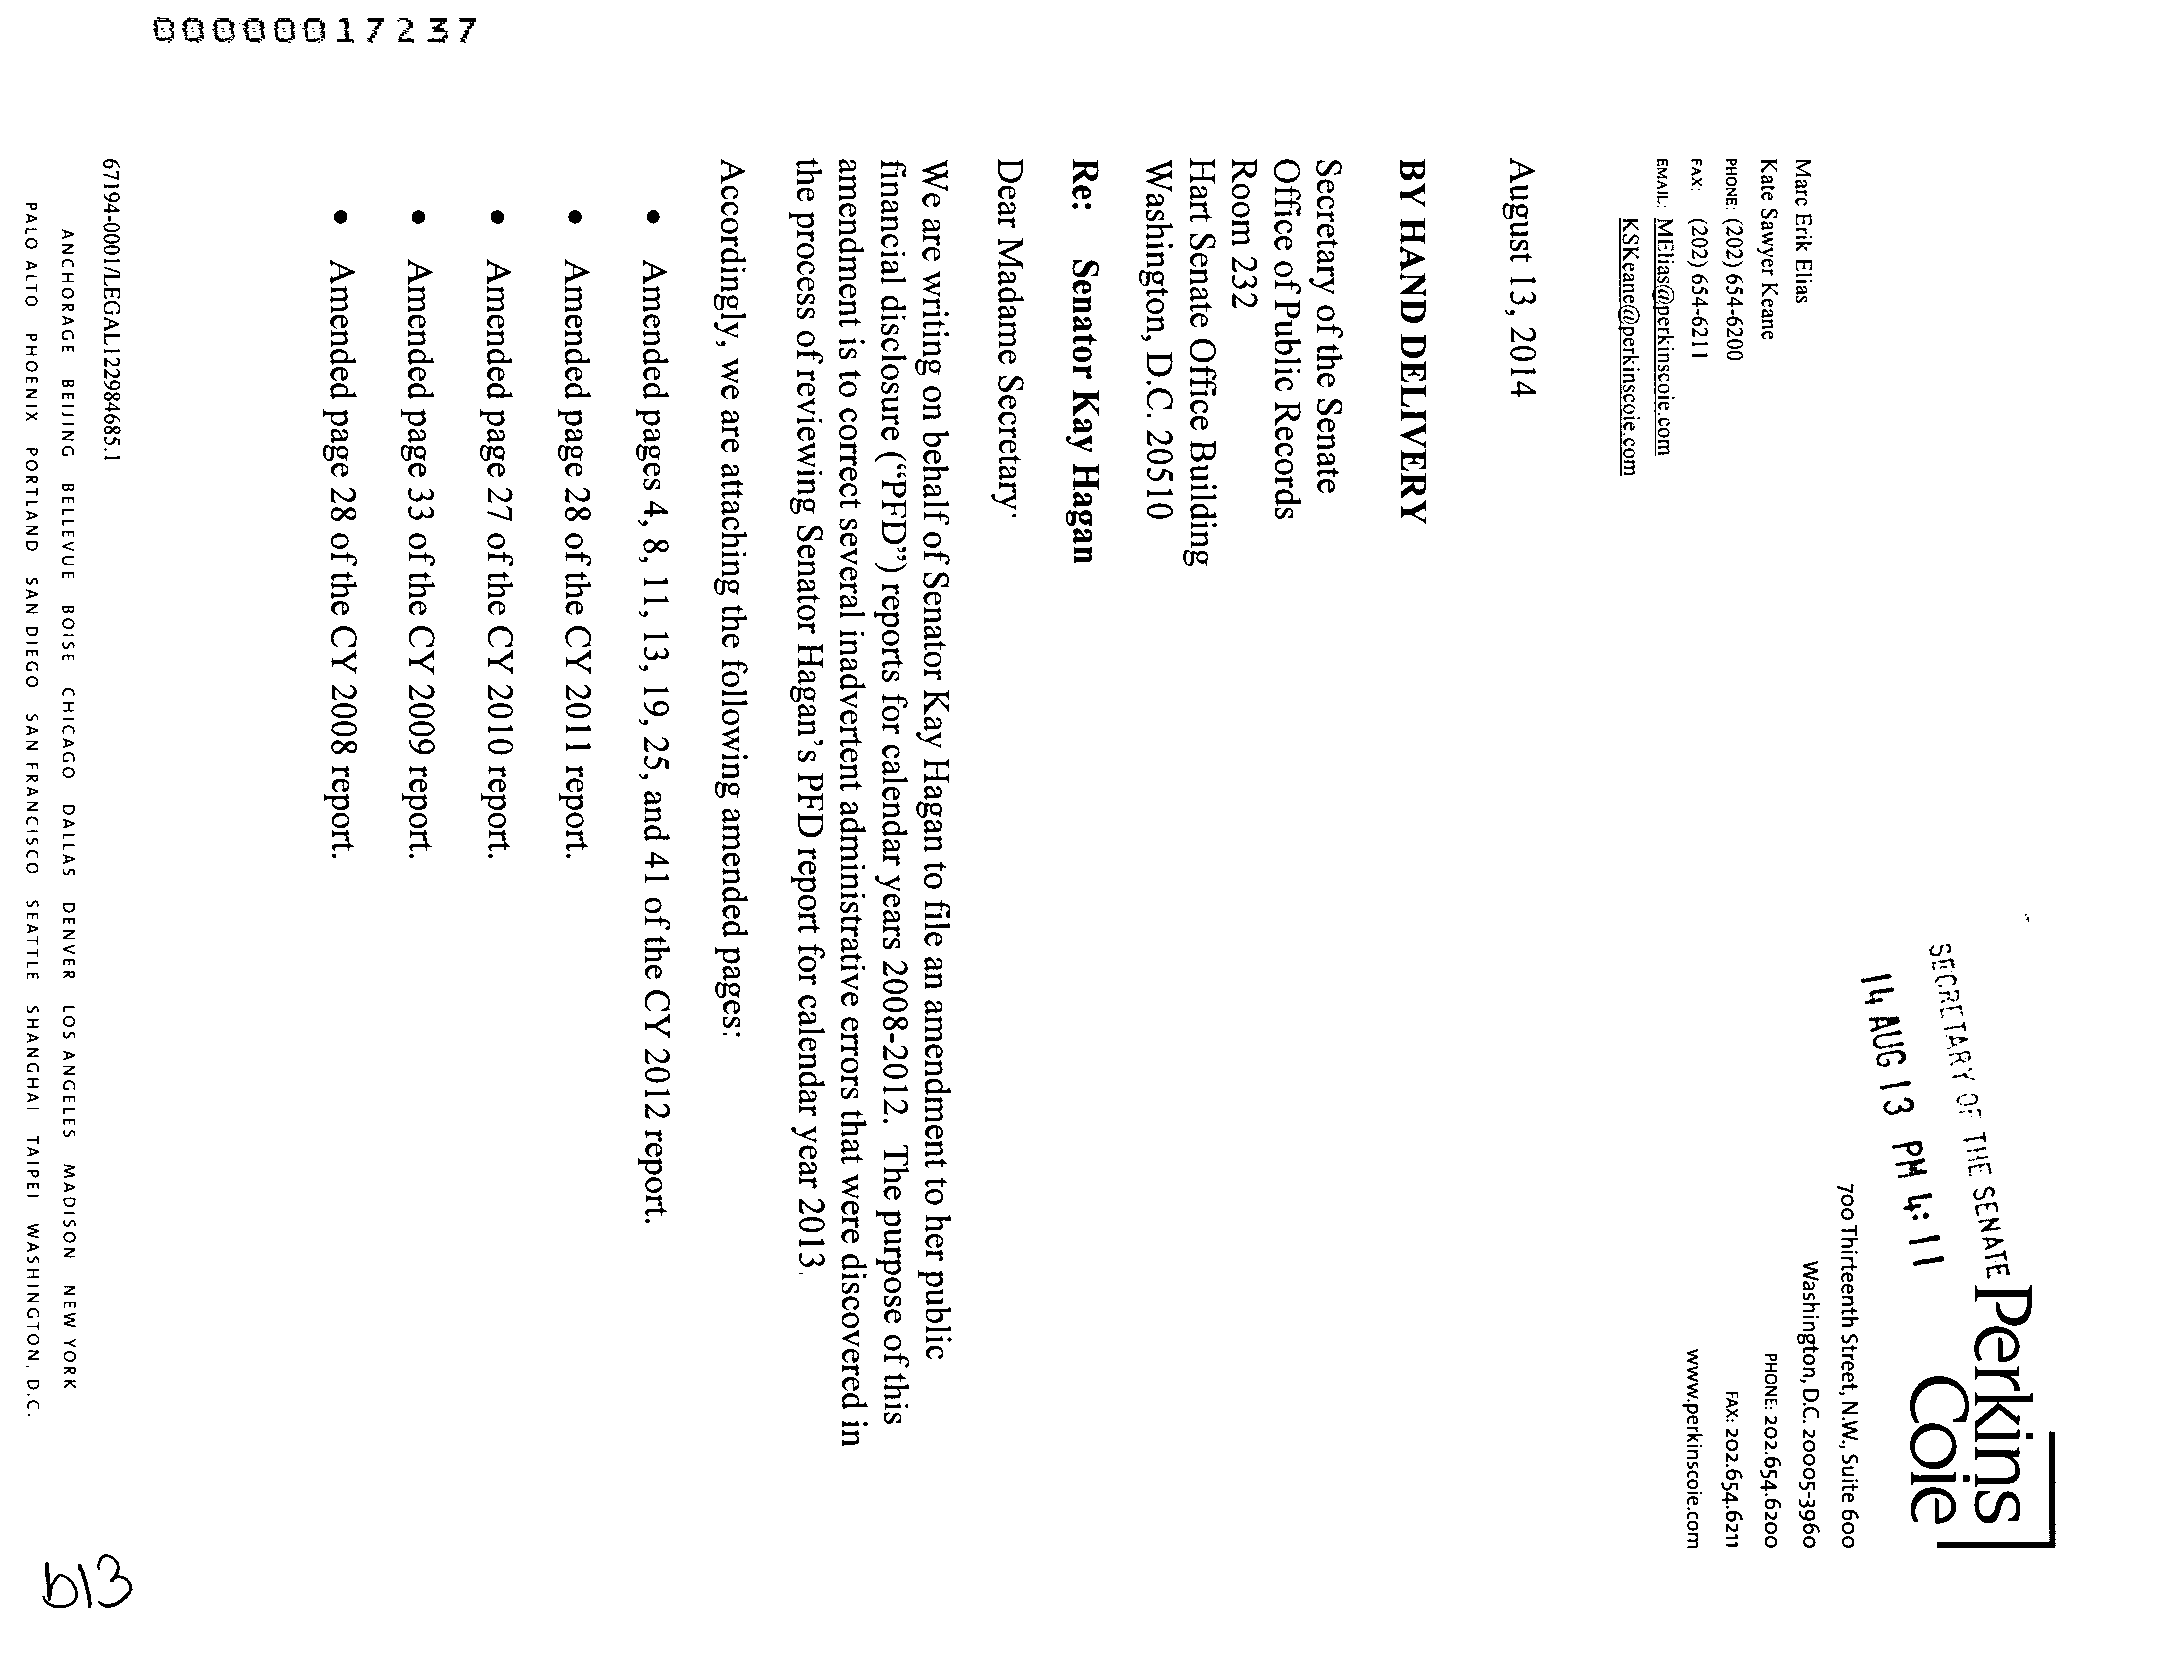 00000017237
SECRETARY OF THE SENATE
14 AUG 13 PM 4:11
Perkins
Coie
700 Thirteenth Street, N.W., Suite 600
Washington, D.C. 20005-3960
PHONE: 202.654.6200
FAX: 202.654.6211
www.perkinscoie.com
Marc Erik Elias
Kate Sawyer Keane
PHONE: (202) 654-6200
FAX: (202) 654-6211
EMAIL: MElias@perkinscoie.com
KSKeane@perkinscoie.com
August 13, 2014
BY HAND DELIVERY
Secretary of the Senate
Office of Public Records
Room 232
Hart Senate Office Building
Washington, D.C. 20510
Re: Senator Kay Hagan
Dear Madame Secretary:
We are writing on behalf of Senator Kay Hagan to file an amendment to her public
financial disclosure (“PFD”) reports for calendar years 2008-2012. The purpose of this
amendment is to correct several inadvertent administrative errors that were discovered in
the process of reviewing Senator Hagan’s PFD report for calendar year 2013.
Accordingly, we are attaching the following amended pages:
• Amended pages 4, 8, 11, 13, 19, 25, and 41 of the CY 2012 report.
• Amended page 28 of the CY 2011 report.
• Amended page 27 of the CY 2010 report.
• Amended page 33 of the CY 2009 report.
• Amended page 28 of the CY 2008 report.
67194-0001/LEGAL122984685.1
ANCHORAGE BEIJING BELLEVUE BOISE CHICAGO DALLAS DENVER LOS ANGELES MADISON NEW YORK
PALO ALTO PHOENIX PORTLAND SAN DIEGO SAN FRANCISCO SEATTLE SHANGHAI TAIPEI WASHINGTON, D.C.
b13